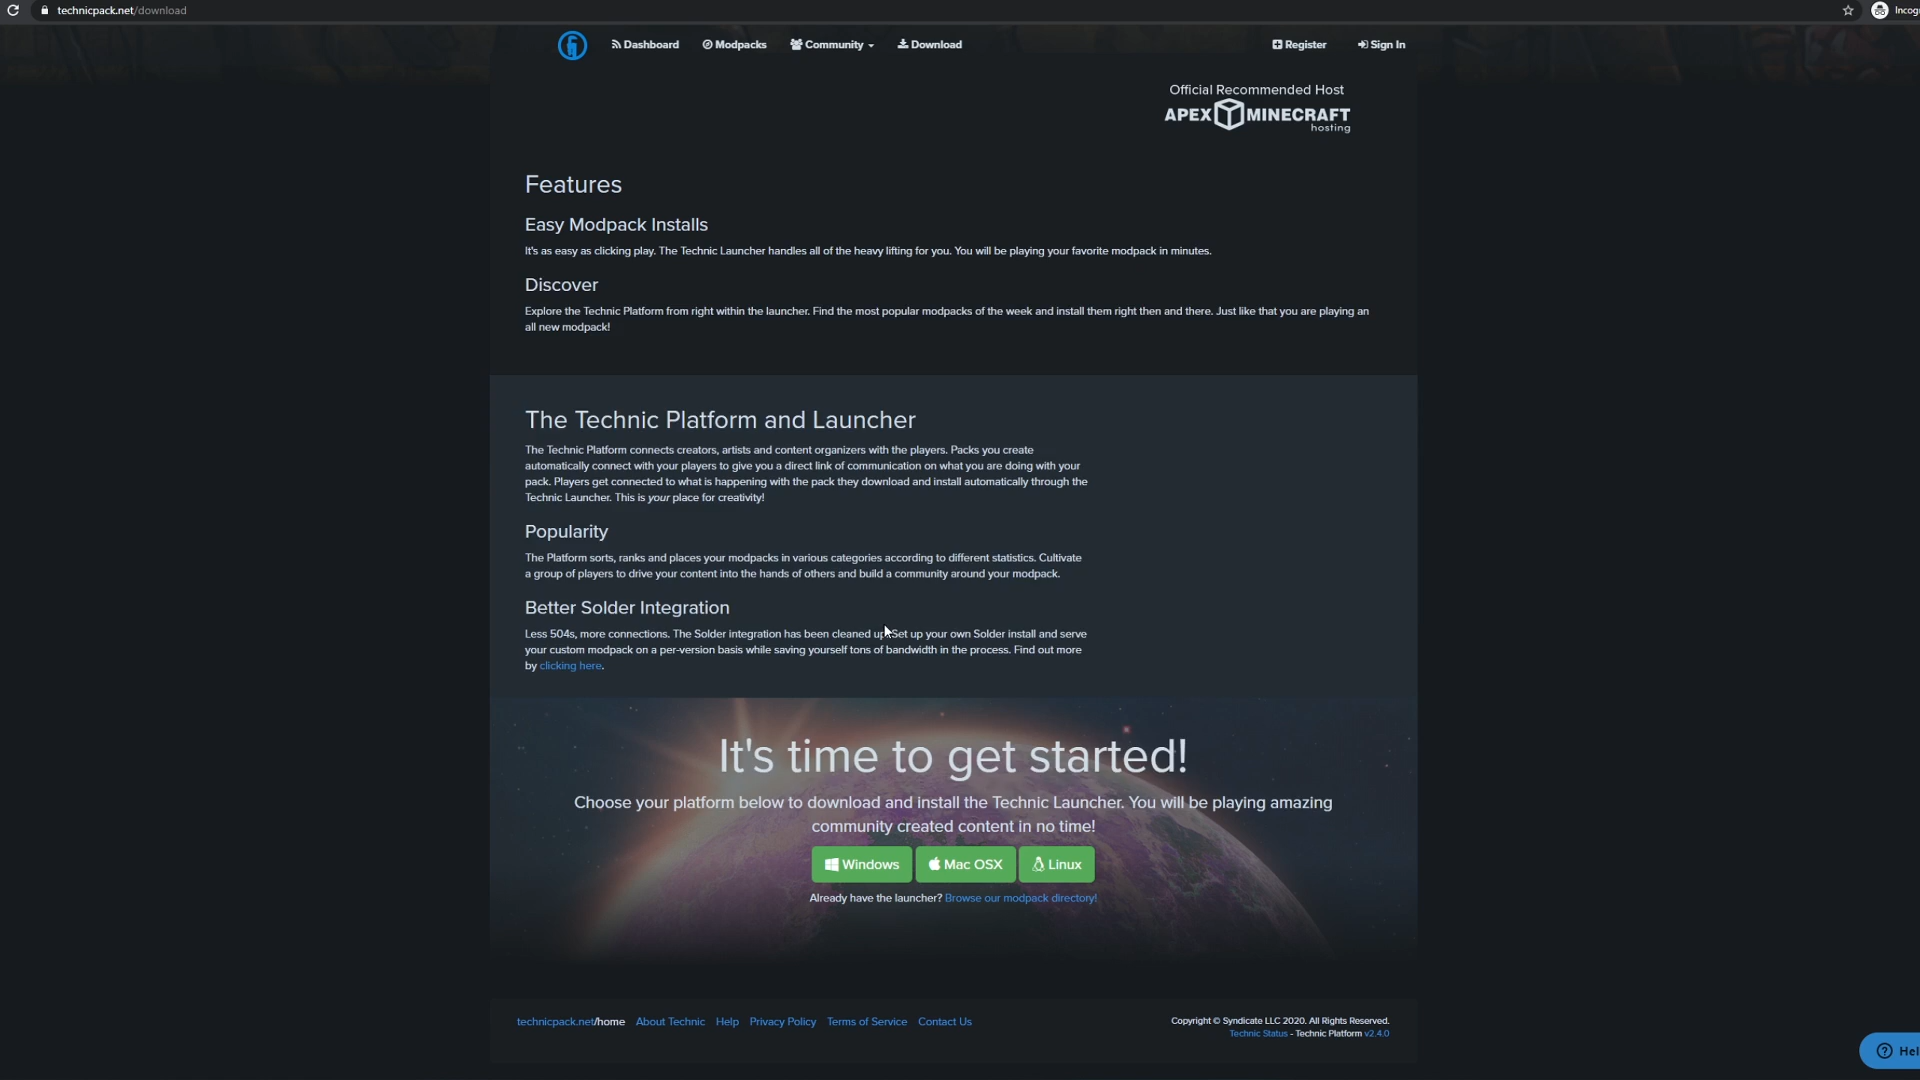 technicpack.net/download
Dashboard
Modpacks
Community
Download
Register
Sign In
Official Recommended Host
APEX MINECRAFT
hosting
Features
Easy Modpack Installs
It's as easy as clicking play. The Technic Launcher handles all of the heavy lifting for you. You will be playing your favorite modpack in minutes.
Discover
Explore the Technic Platform from right within the launcher. Find the most popular modpacks of the week and install them right then and there. Just like that you are playing an
all new modpack!
The Technic Platform and Launcher
The Technic Platform connects creators, artists and content organizers with the players. Packs you create
automatically connect with your players to give you a direct link of communication on what you are doing with your
pack. Players get connected to what is happening with the pack they download and install automatically through the
Technic Launcher. This is your place for creativity!
Popularity
The Platform sorts, ranks and places your modpacks in various categories according to different statistics. Cultivate
a group of players to drive your content into the hands of others and build a community around your modpack.
Better Solder Integration
Less 504s, more connections. The Solder integration has been cleaned up. Set up your own Solder install and serve
your custom modpack on a per-version basis while saving yourself tons of bandwidth in the process. Find out more
by clicking here.
It's time to get started!
Choose your platform below to download and install the Technic Launcher. You will be playing amazing
community created content in no time!
Windows
Mac OSX
Linux
Already have the launcher? Browse our modpack directory!
technicpack.net/home About Technic Help Privacy Policy Terms of Service Contact Us
Copyright © Syndicate LLC 2020. All Rights Reserved.
Technic Status - Technic Platform v2.4.0